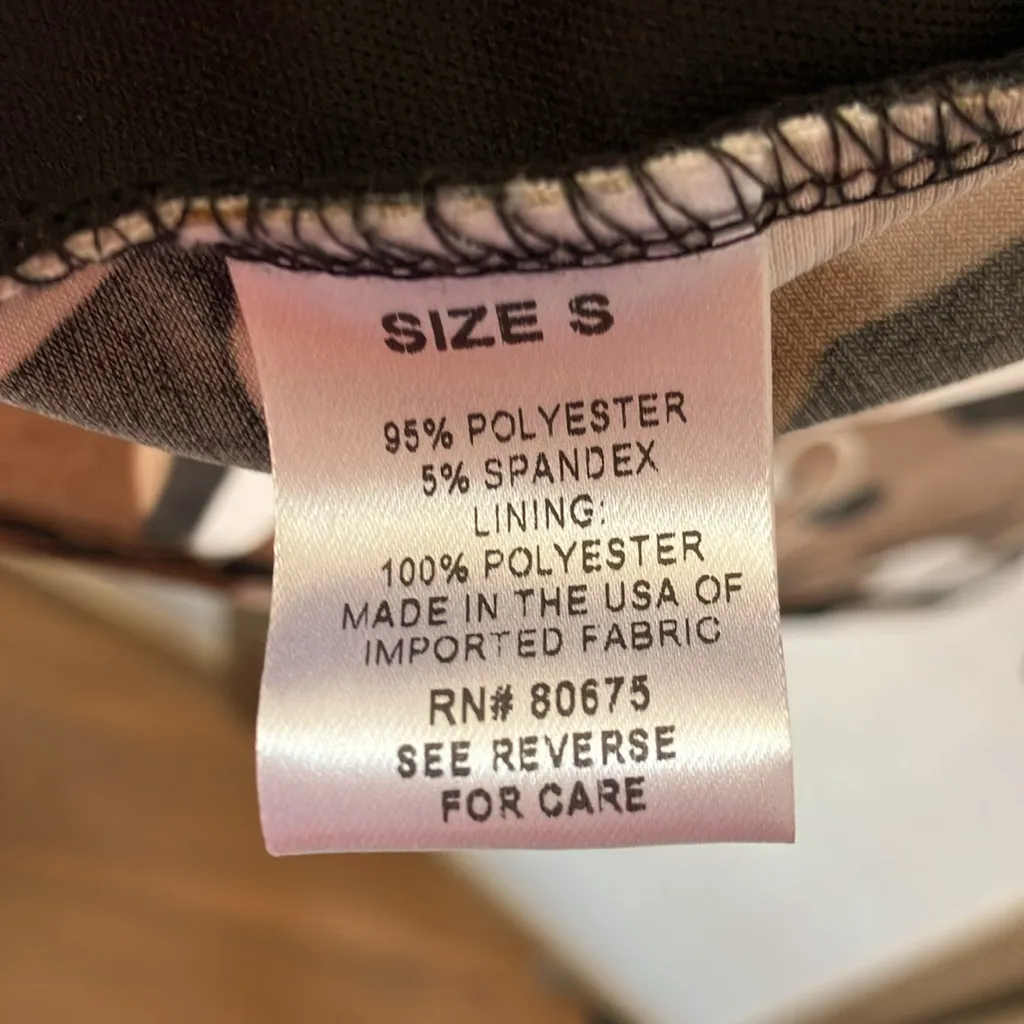 SIZE S
95% POLYESTER
5% SPANDEX
LINING:
100% POLYESTER
MADE IN THE USA OF
IMPORTED FABRIC
RN# 80675
SEE REVERSE
FOR CARE